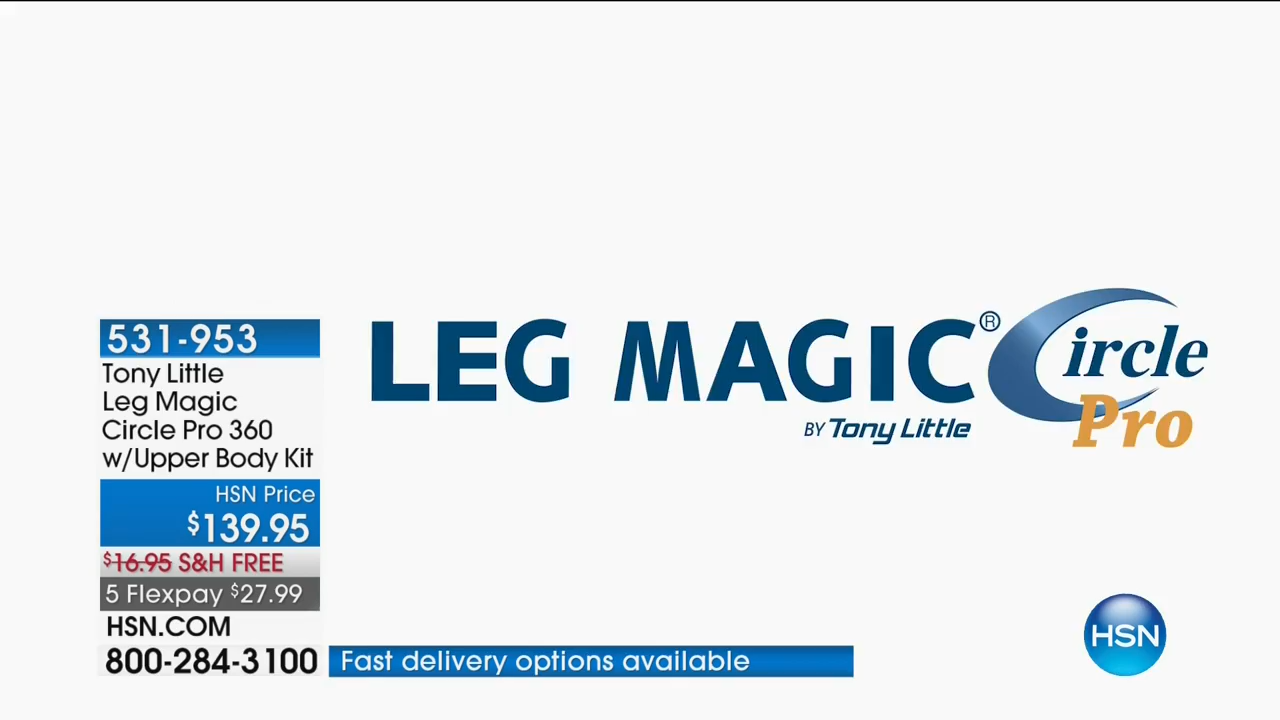 531-953
Tony Little
Leg Magic
Circle Pro 360
w/Upper Body Kit
HSN Price
$139.95
$16.95 S&H FREE
5 Flexpay $27.99
HSN.COM
800-284-3100
Fast delivery options available
LEG MAGIC® Circle
Pro
BY Tony Little
HSN